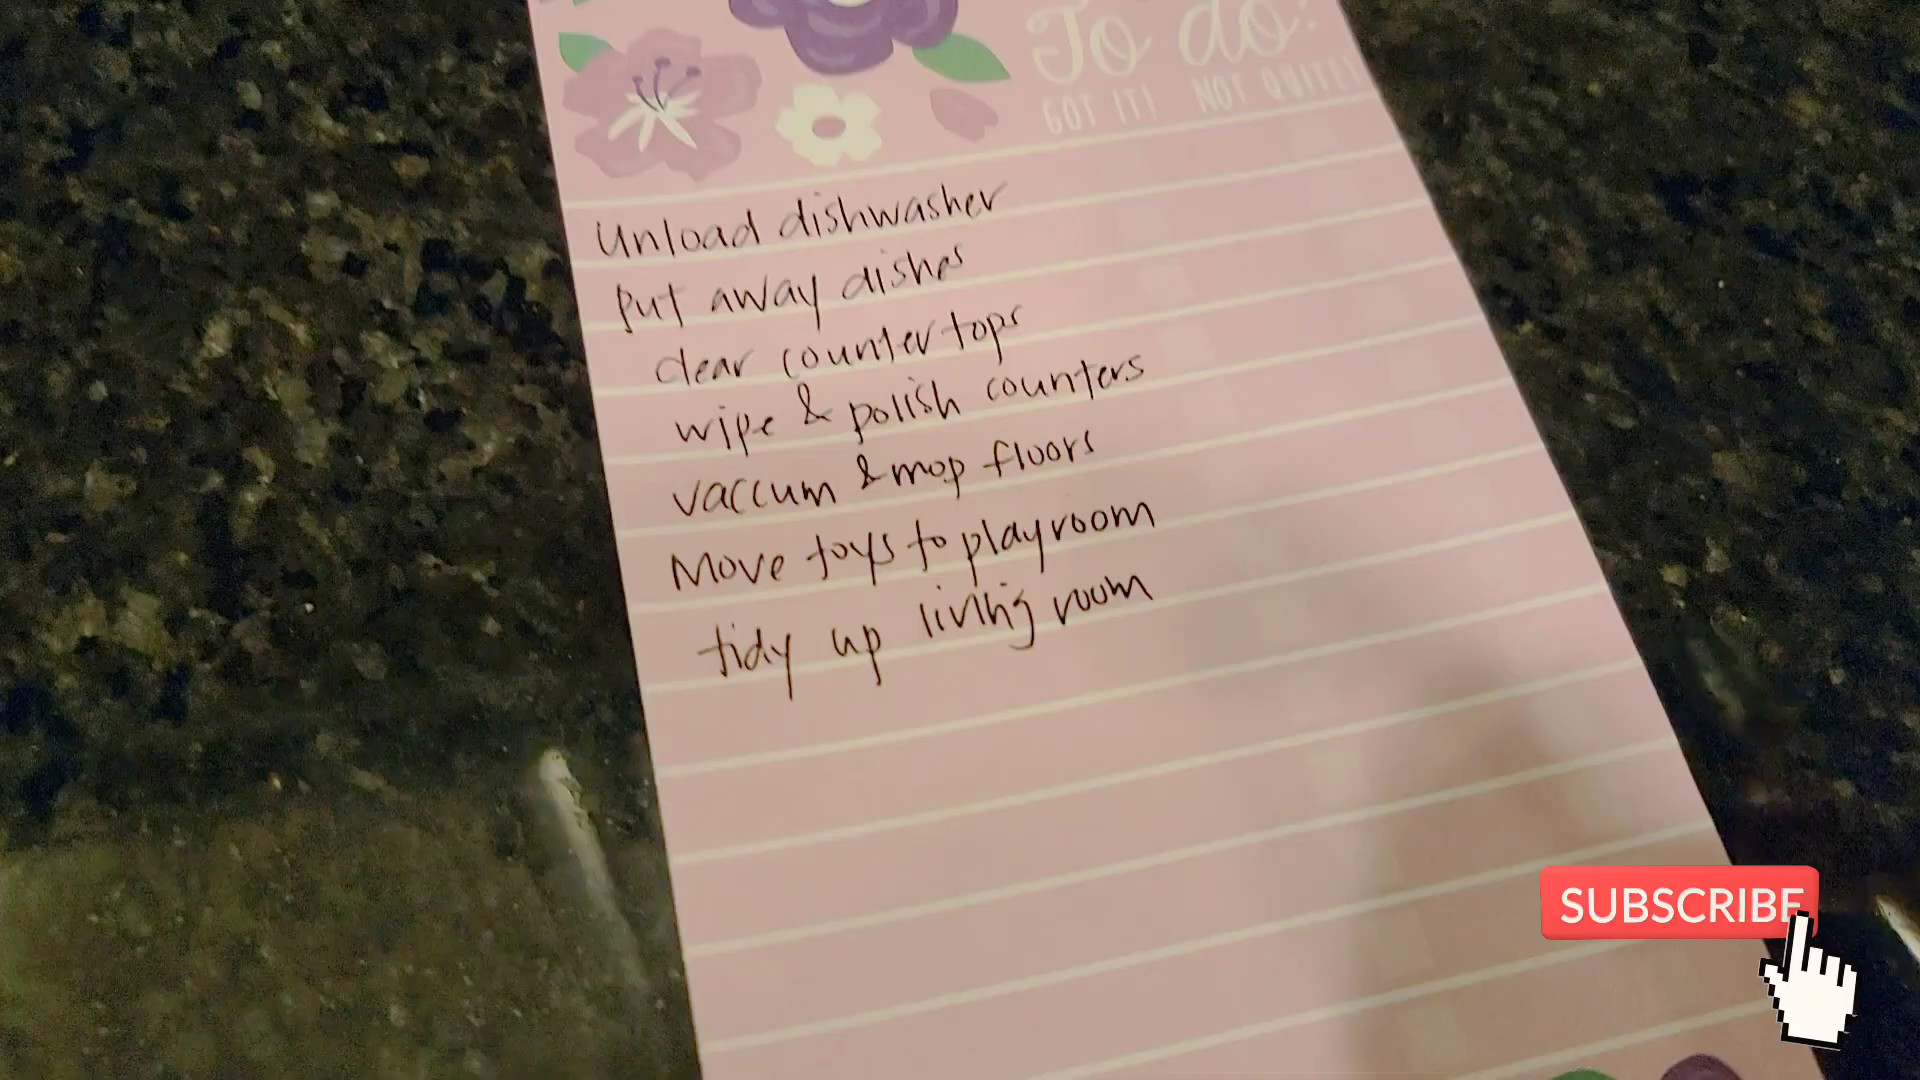 To do:
GOT IT! NOT QUITE!
Unload dishwasher
Put away dishes
clear counter tops
wipe & polish counters
vaccum & mop floors
Move toys to playroom
tidy up living room
SUBSCRIBE